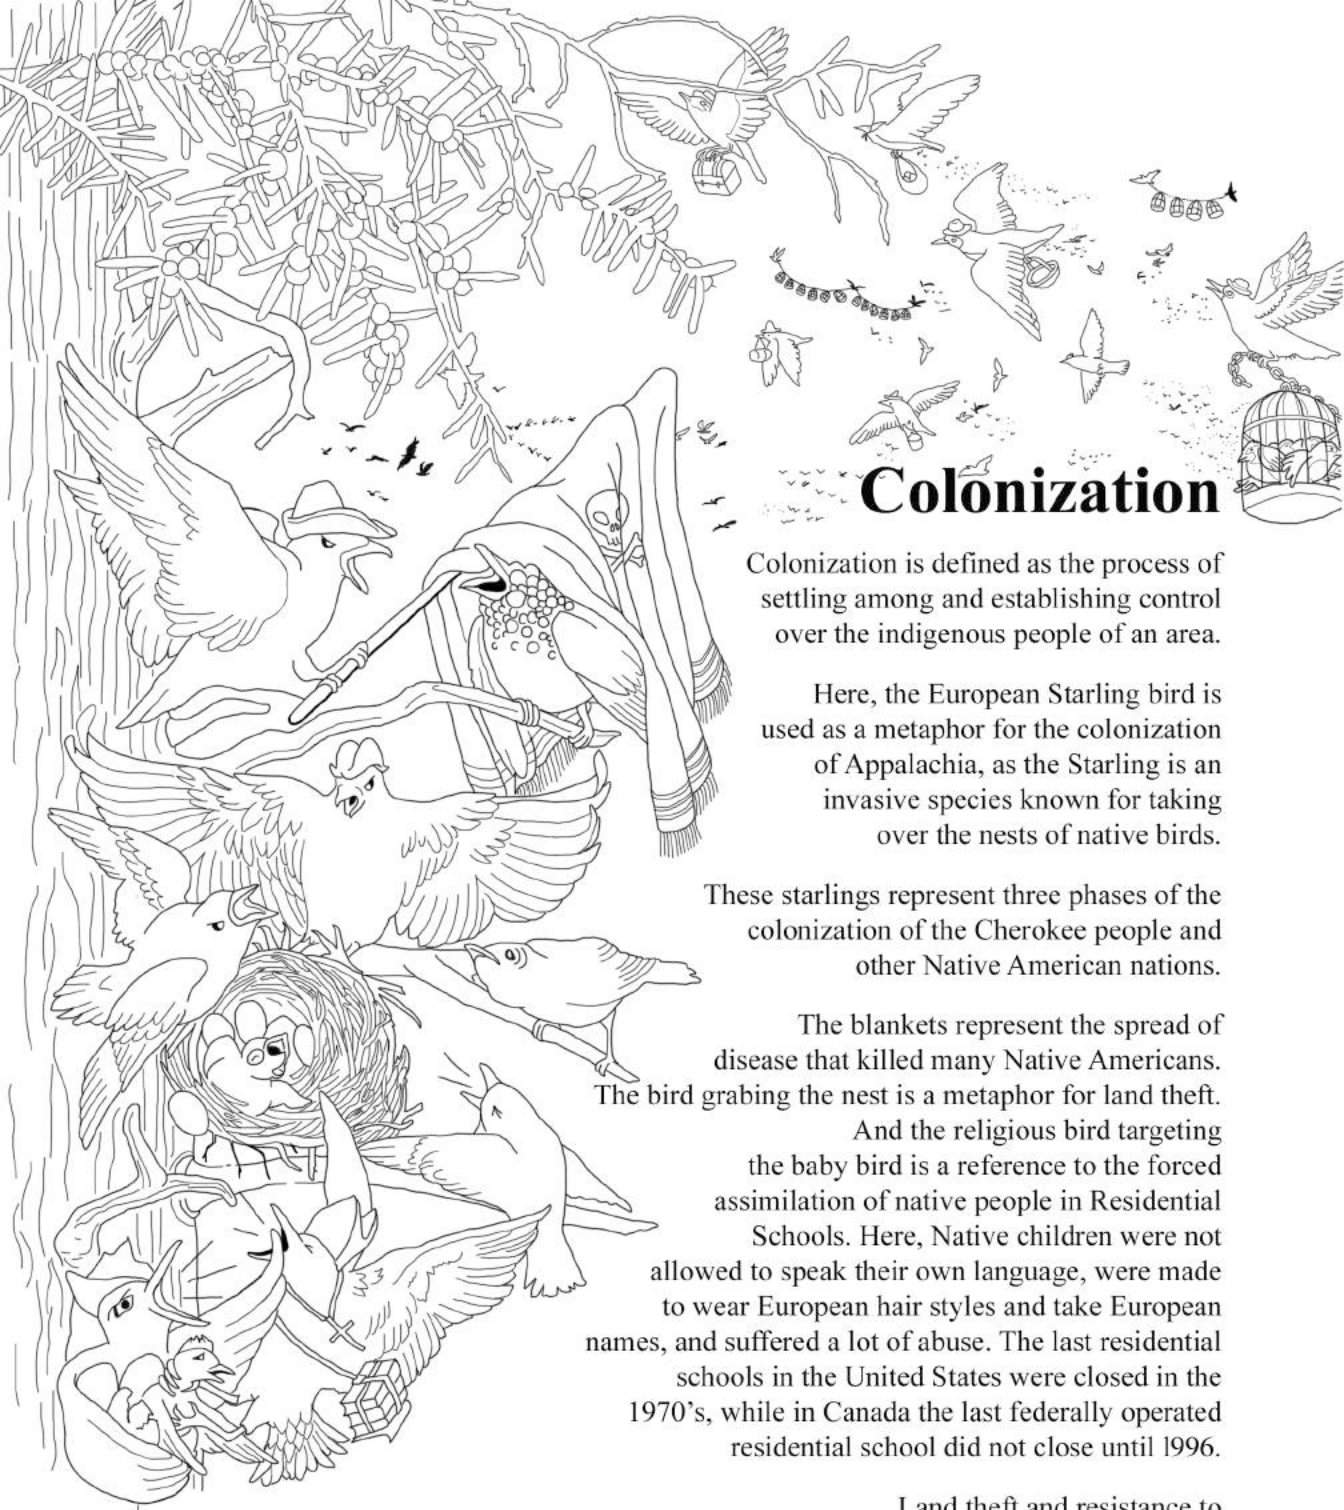 Colonization
Colonization is defined as the process of
settling among and establishing control
over the indigenous people of an area.
Here, the European Starling bird is
used as a metaphor for the colonization
of Appalachia, as the Starling is an
invasive species known for taking
over the nests of native birds.
These starlings represent three phases of the
colonization of the Cherokee people and
other Native American nations.
The blankets represent the spread of
disease that killed many Native Americans.
The bird grabing the nest is a metaphor for land theft.
And the religious bird targeting
the baby bird is a reference to the forced
assimilation of native people in Residential
Schools. Here, Native children were not
allowed to speak their own language, were made
to wear European hair styles and take European
names, and suffered a lot of abuse. The last residential
schools in the United States were closed in the
1970’s, while in Canada the last federally operated
residential school did not close until 1996.
Land theft and resistance to